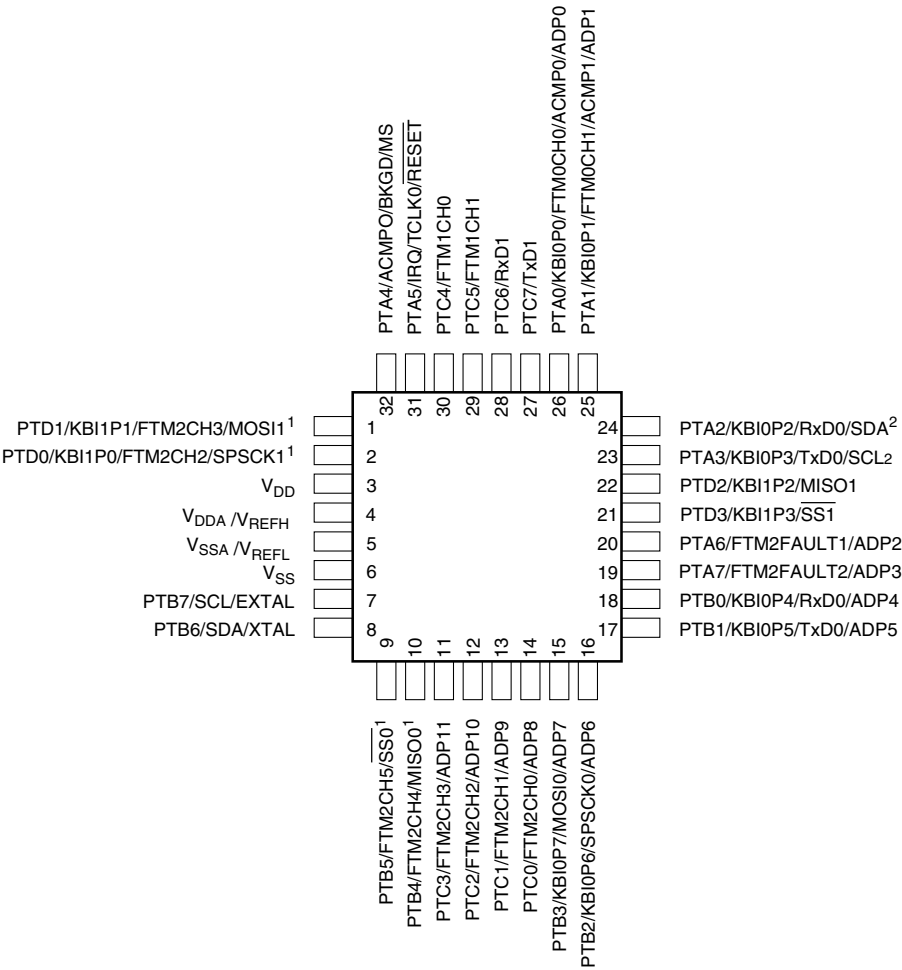 PTA4/ACMPO/BKGD/MS
PTA5/IRQ/TCLK0/RESET
PTC4/FTM1CH0
PTC5/FTM1CH1
PTC6/RxD1
PTC7/TxD1
PTA0/KBI0P0/FTM0CH0/ACMP0/ADP0
PTA1/KBI0P1/FTM0CH1/ACMP1/ADP1
32
31
30
29
28
27
26
25
PTD1/KBI1P1/FTM2CH3/MOSI1¹ 1
PTD0/KBI1P0/FTM2CH2/SPSCK1¹ 2
VDD 3
VDDA /VREFH 4
VSSA /VREFL 5
VSS 6
PTB7/SCL/EXTAL 7
PTB6/SDA/XTAL 8
24 PTA2/KBI0P2/RxD0/SDA²
23 PTA3/KBI0P3/TxD0/SCL2
22 PTD2/KBI1P2/MISO1
21 PTD3/KBI1P3/SS1
20 PTA6/FTM2FAULT1/ADP2
19 PTA7/FTM2FAULT2/ADP3
18 PTB0/KBI0P4/RxD0/ADP4
17 PTB1/KBI0P5/TxD0/ADP5
9
10
11
12
13
14
15
16
PTB5/FTM2CH5/SS0¹
PTB4/FTM2CH4/MISO0¹
PTC3/FTM2CH3/ADP11
PTC2/FTM2CH2/ADP10
PTC1/FTM2CH1/ADP9
PTC0/FTM2CH0/ADP8
PTB3/KBI0P7/MOSI0/ADP7
PTB2/KBI0P6/SPSCK0/ADP6